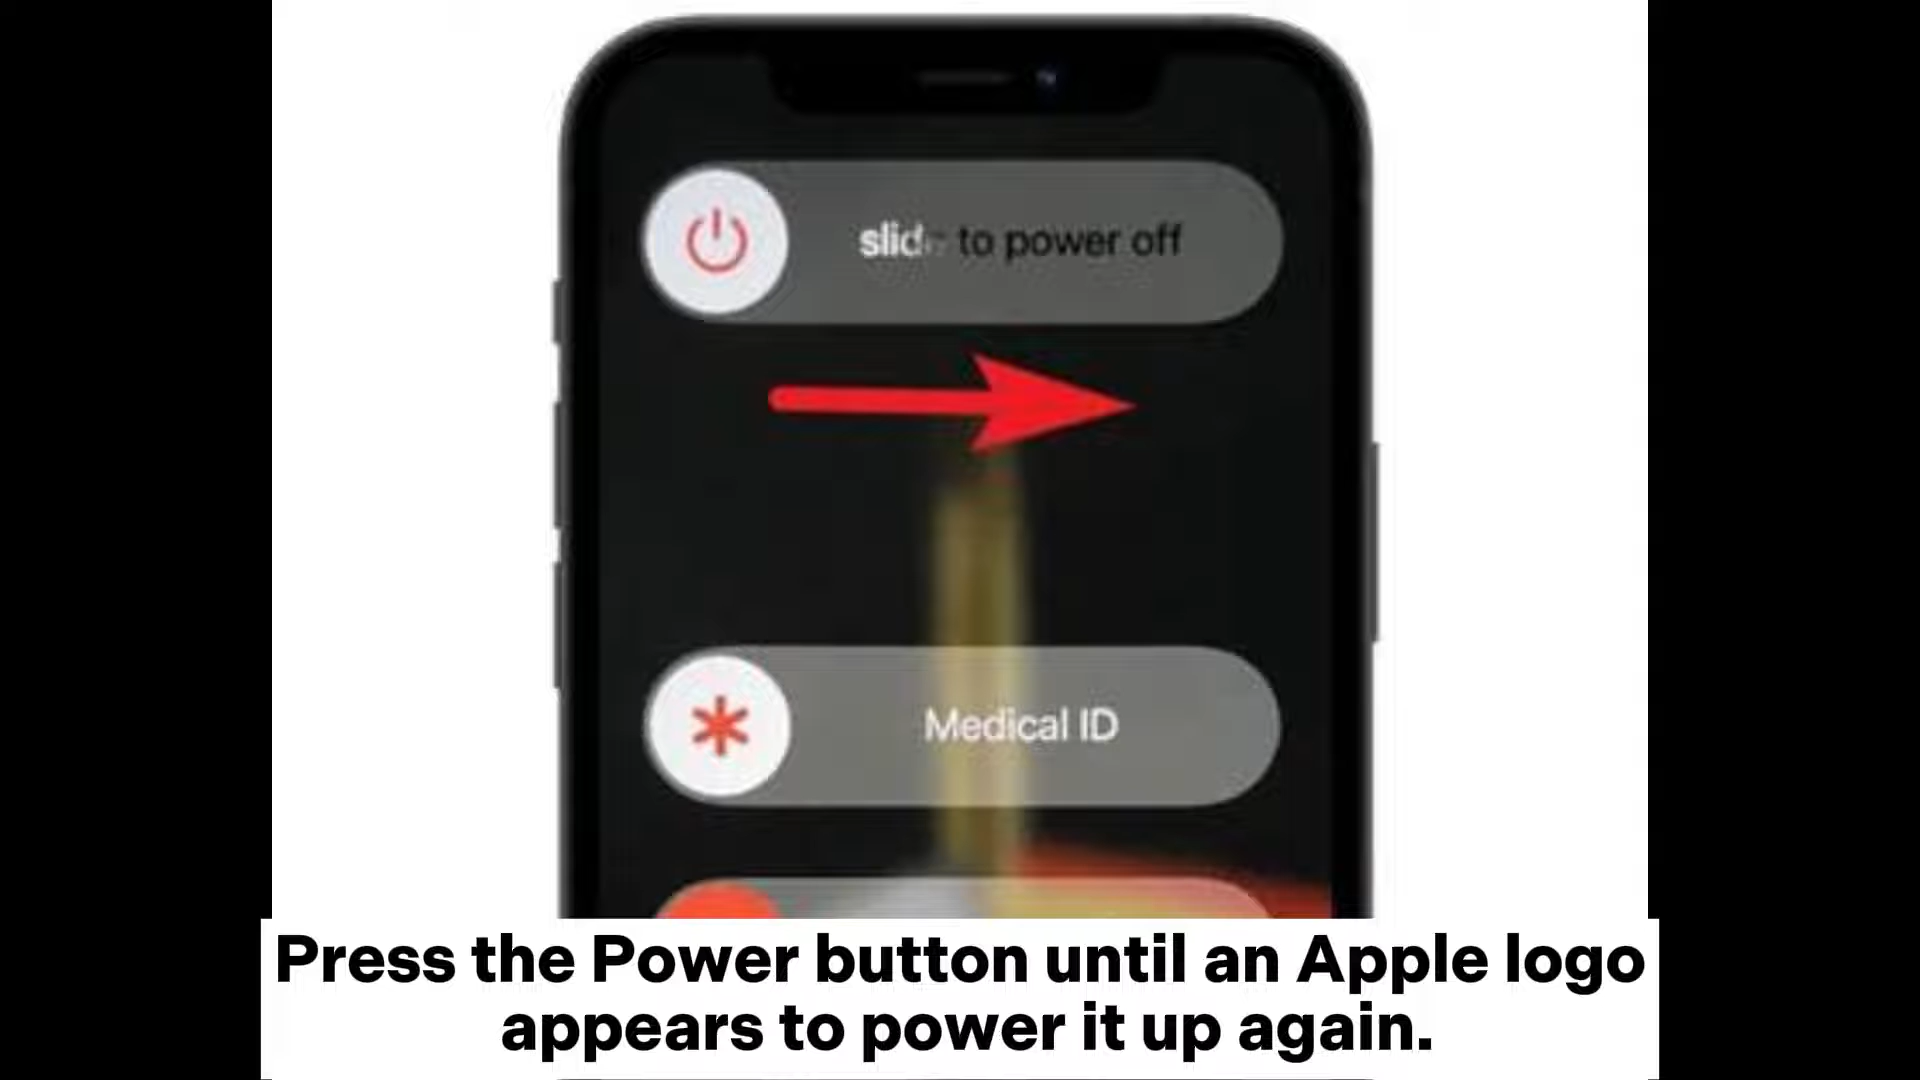 slide to power off
Medical ID
Press the Power button until an Apple logo
appears to power it up again.